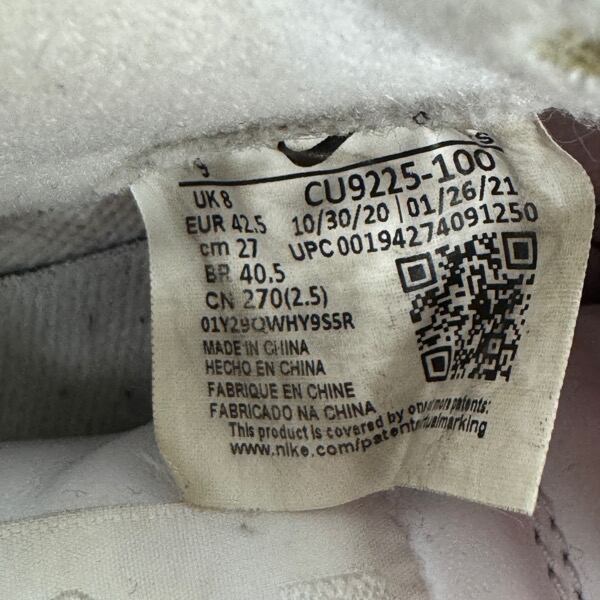 9
S
UK 8
CU9225-100
EUR 42.5
10/30/20 | 01/26/21
cm 27
UPC 00194274091250
BR 40.5
CN 270(2.5)
01Y29QWHY9S5R
MADE IN CHINA
HECHO EN CHINA
FABRIQUE EN CHINE
FABRICADO NA CHINA
This product is covered by one or more patents:
www.nike.com/patentvirtualmarking